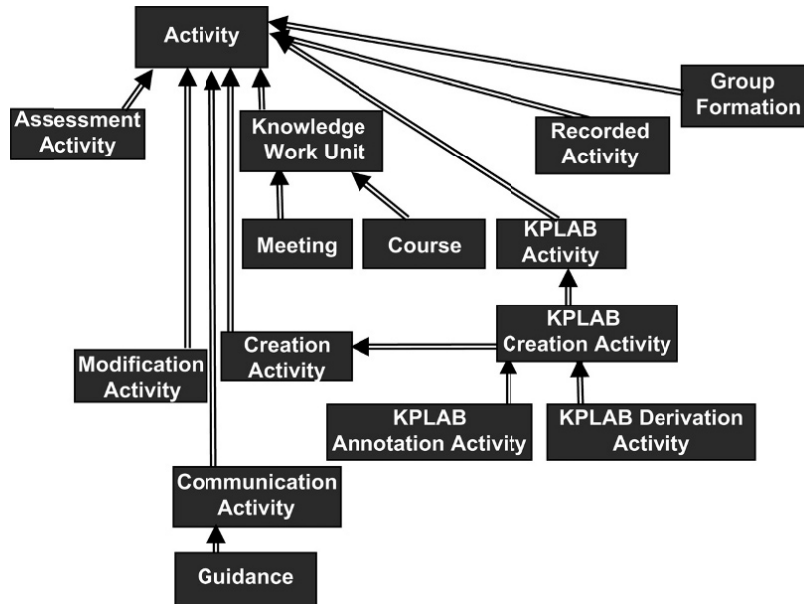 Activity
Group
Formation
Assessment
Activity
Knowledge
Work Unit
Recorded
Activity
Meeting
Course
KPLAB
Activity
Modification
Activity
Creation
Activity
KPLAB
Creation Activity
KPLAB
Annotation Activity
KPLAB Derivation
Activity
Communication
Activity
Guidance